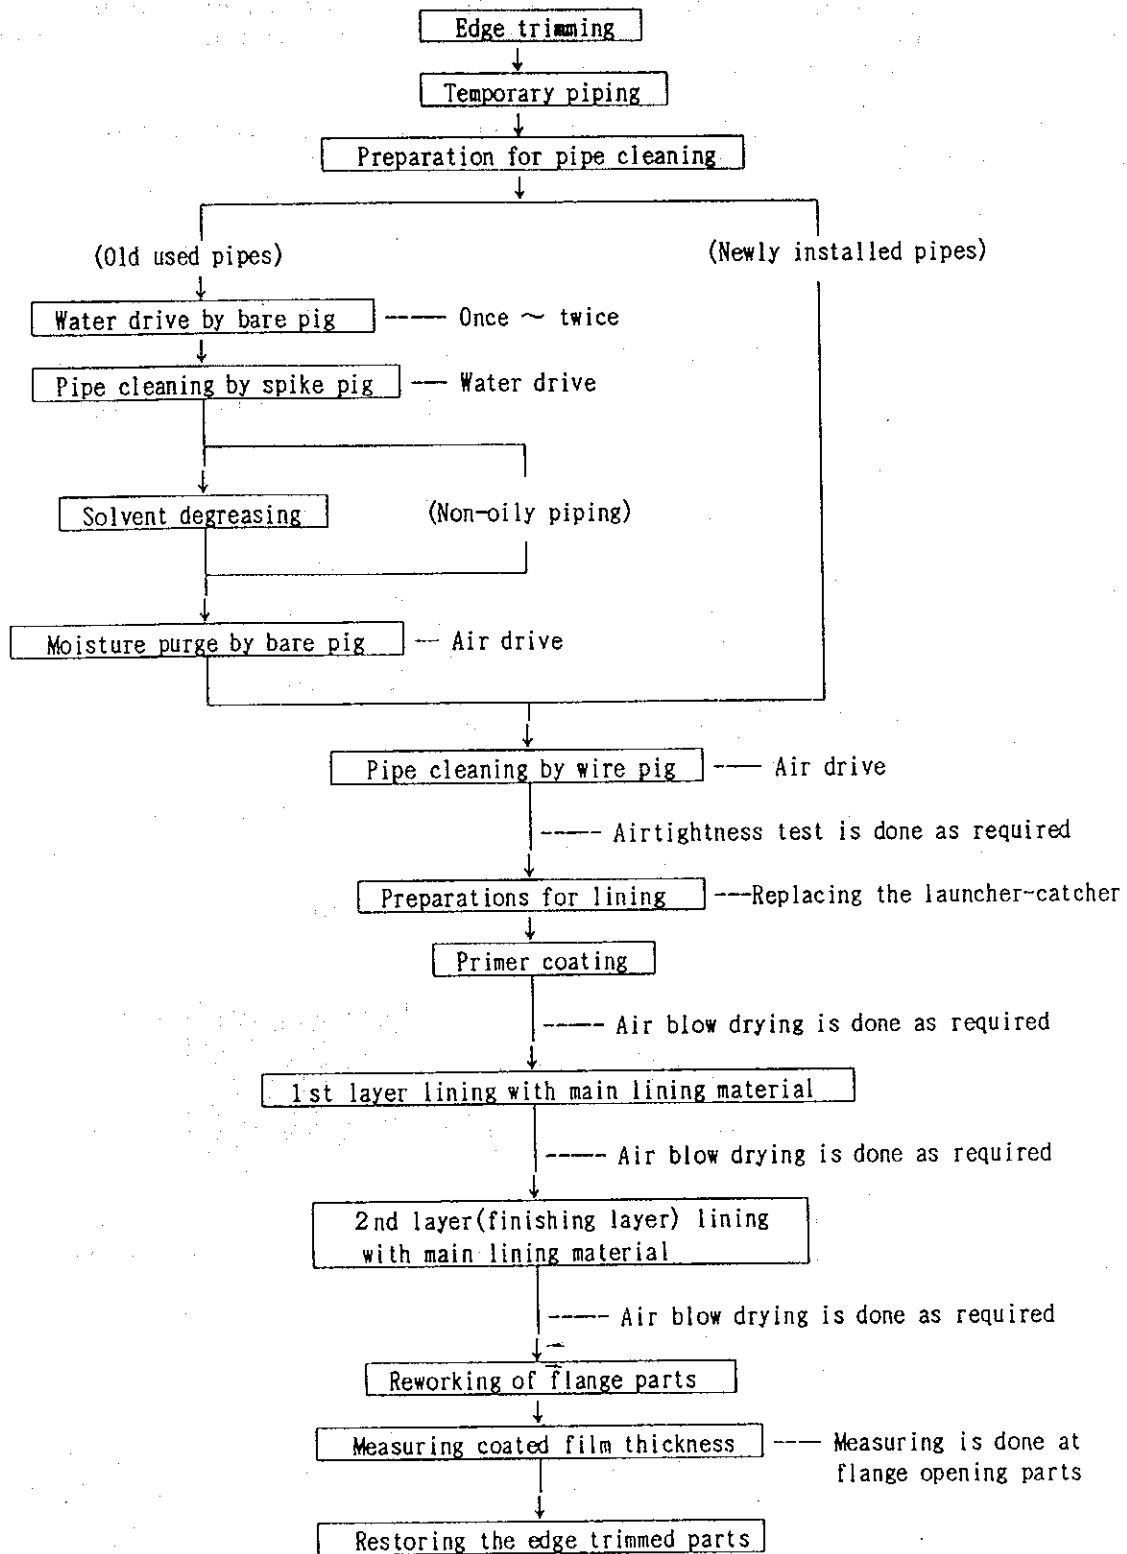 Edge trimming
Temporary piping
Preparation for pipe cleaning
(Old used pipes)
(Newly installed pipes)
Water drive by bare pig
Once ~ twice
Pipe cleaning by spike pig
Water drive
Solvent degreasing
(Non-oily piping)
Moisture purge by bare pig
Air drive
Pipe cleaning by wire pig
Air drive
Airtightness test is done as required
Preparations for lining
Replacing the launcher-catcher
Primer coating
Air blow drying is done as required
1st layer lining with main lining material
Air blow drying is done as required
2nd layer(finishing layer) lining
with main lining material
Air blow drying is done as required
Reworking of flange parts
Measuring coated film thickness
Measuring is done at
flange opening parts
Restoring the edge trimmed parts